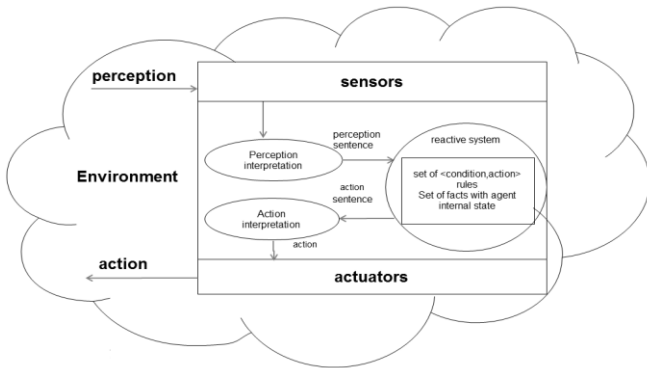 perception
sensors
perception
sentence
reactive system
Perception
interpretation
set of <condition,action>
rules
Set of facts with agent
internal state
Environment
action
sentence
Action
interpretation
action
action
actuators